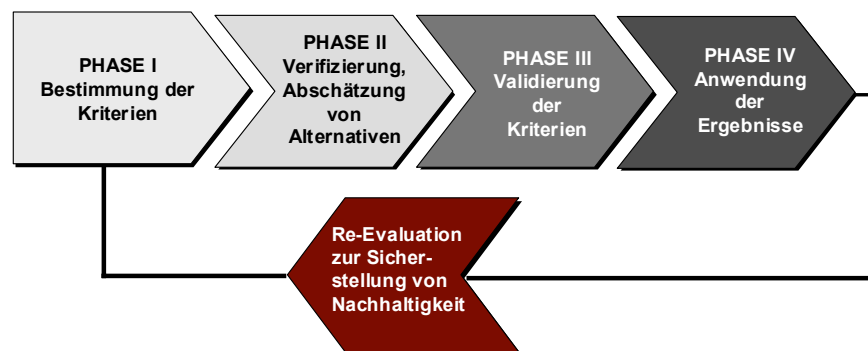 PHASE I
Bestimmung der
Kriterien
PHASE II
Verifizierung,
Abschätzung
von
Alternativen
PHASE III
Validierung
der
Kriterien
PHASE IV
Anwendung
der
Ergebnisse
Re-Evaluation
zur Sicher-
stellung von
Nachhaltigkeit